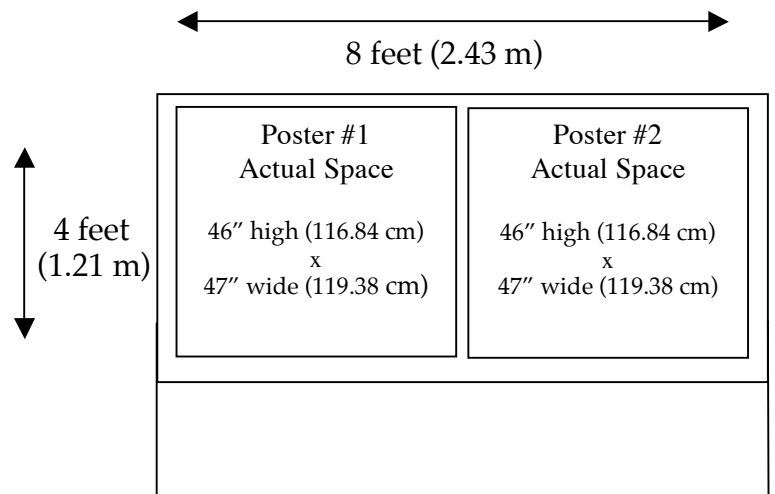 8 feet (2.43 m)
4 feet
(1.21 m)
Poster #1
Actual Space
46″ high (116.84 cm)
x
47″ wide (119.38 cm)
Poster #2
Actual Space
46″ high (116.84 cm)
x
47″ wide (119.38 cm)